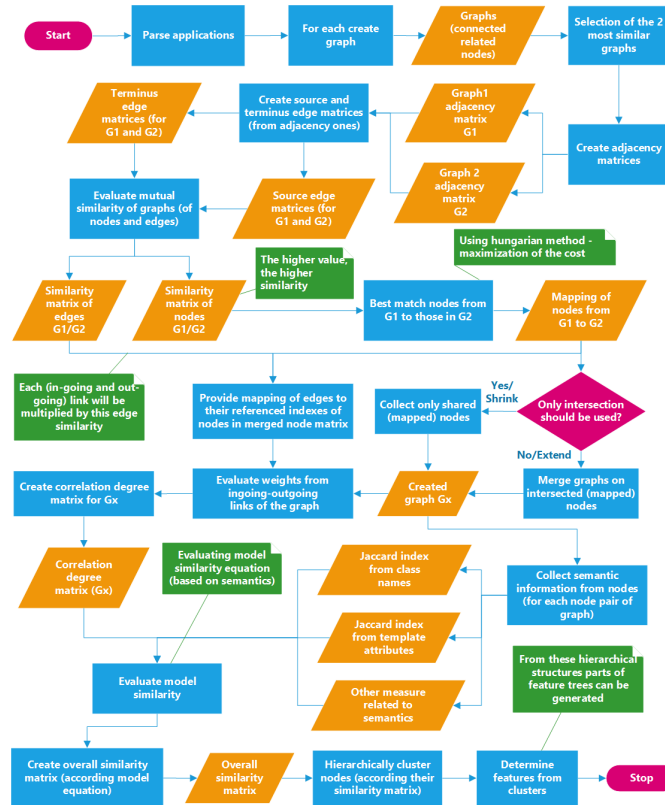 Start
Parse applications
For each create
graph
Graphs
(connected
related
nodes)
Selection of the 2
most similar
graphs
Terminus
edge
matrices (for
G1 and G2)
Create source and
terminus edge matrices
(from adjacency ones)
Graph1
adjacency
matrix
G1
Create adjacency
matrices
Graph 2
adjacency
matrix
G2
Evaluate mutual
similarity of graphs (of
nodes and edges)
Source edge
matrices (for
G1 and G2)
Using hungarian method -
maximization of the cost
The higher value,
the higher
similarity
Similarity
matrix of
edges
G1/G2
Similarity
matrix of
nodes
G1/G2
Best match nodes from
G1 to those in G2
Mapping of
nodes from
G1 to G2
Each (in-going and out-
going) link will be
multiplied by this edge
similarity
Provide mapping of edges to
their referenced indexes of
nodes in merged node matrix
Collect only shared
(mapped) nodes
Yes/
Shrink
Only intersection
should be used?
No/Extend
Create correlation degree
matrix for Gx
Evaluate weights from
ingoing-outgoing
links of the graph
Created
graph Gx
Merge graphs on
intersected (mapped)
nodes
Evaluating model
similarity equation
(based on semantics)
Correlation
degree
matrix (Gx)
Jaccard index
from class
names
Collect semantic
information from nodes
(for each node pair of
graph)
Jaccard index
from template
attributes
Evaluate model
similarity
Other measure
related to
semantics
From these hierarchical
structures parts of
feature trees can be
generated
Create overall similarity
matrix (according model
equation)
Overall
similarity
matrix
Hierarchically cluster
nodes (according their
similarity matrix)
Determine
features from
clusters
Stop